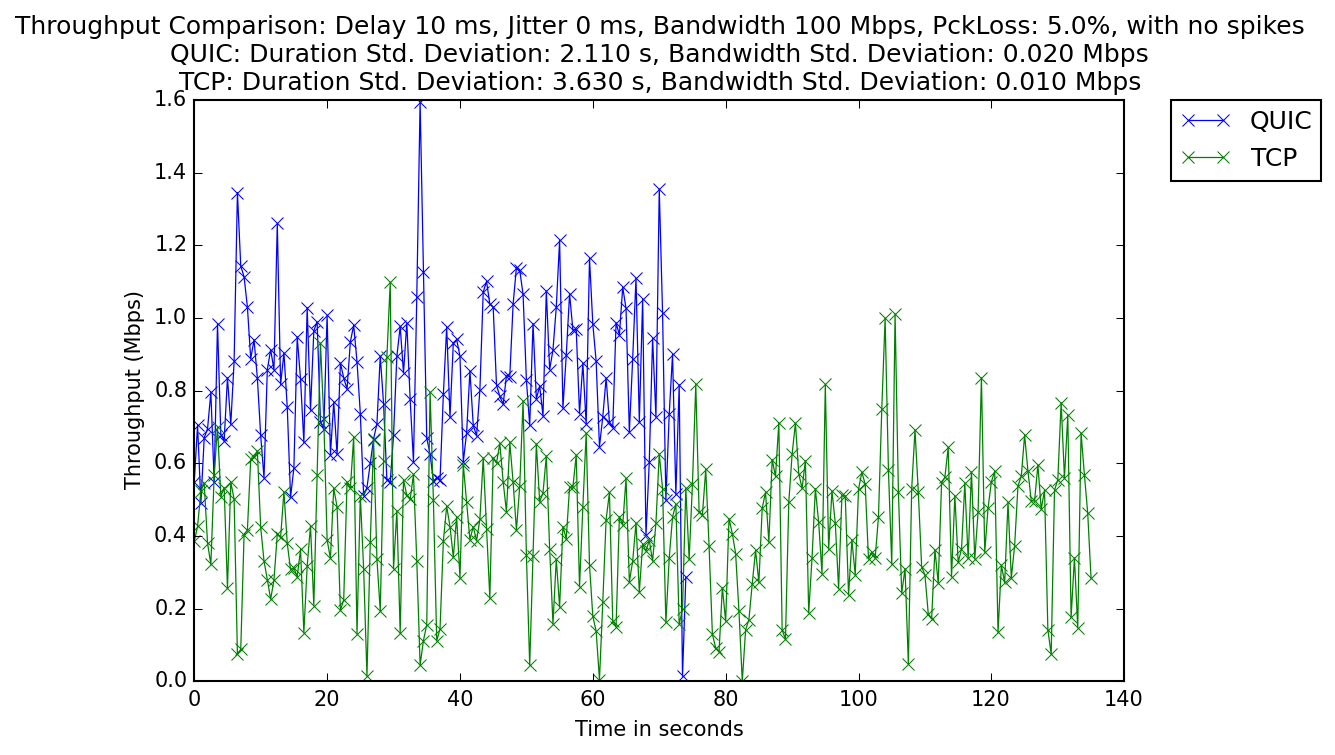 Throughput Comparison: Delay 10 ms, Jitter 0 ms, Bandwidth 100 Mbps, PckLoss: 5.0%, with no spikes
QUIC: Duration Std. Deviation: 2.110 s, Bandwidth Std. Deviation: 0.020 Mbps
TCP: Duration Std. Deviation: 3.630 s, Bandwidth Std. Deviation: 0.010 Mbps
QUIC
TCP
Throughput (Mbps)
1.6
1.4
1.2
1.0
0.8
0.6
0.4
0.2
0.0
0 20 40 60 80 100 120 140
Time in seconds